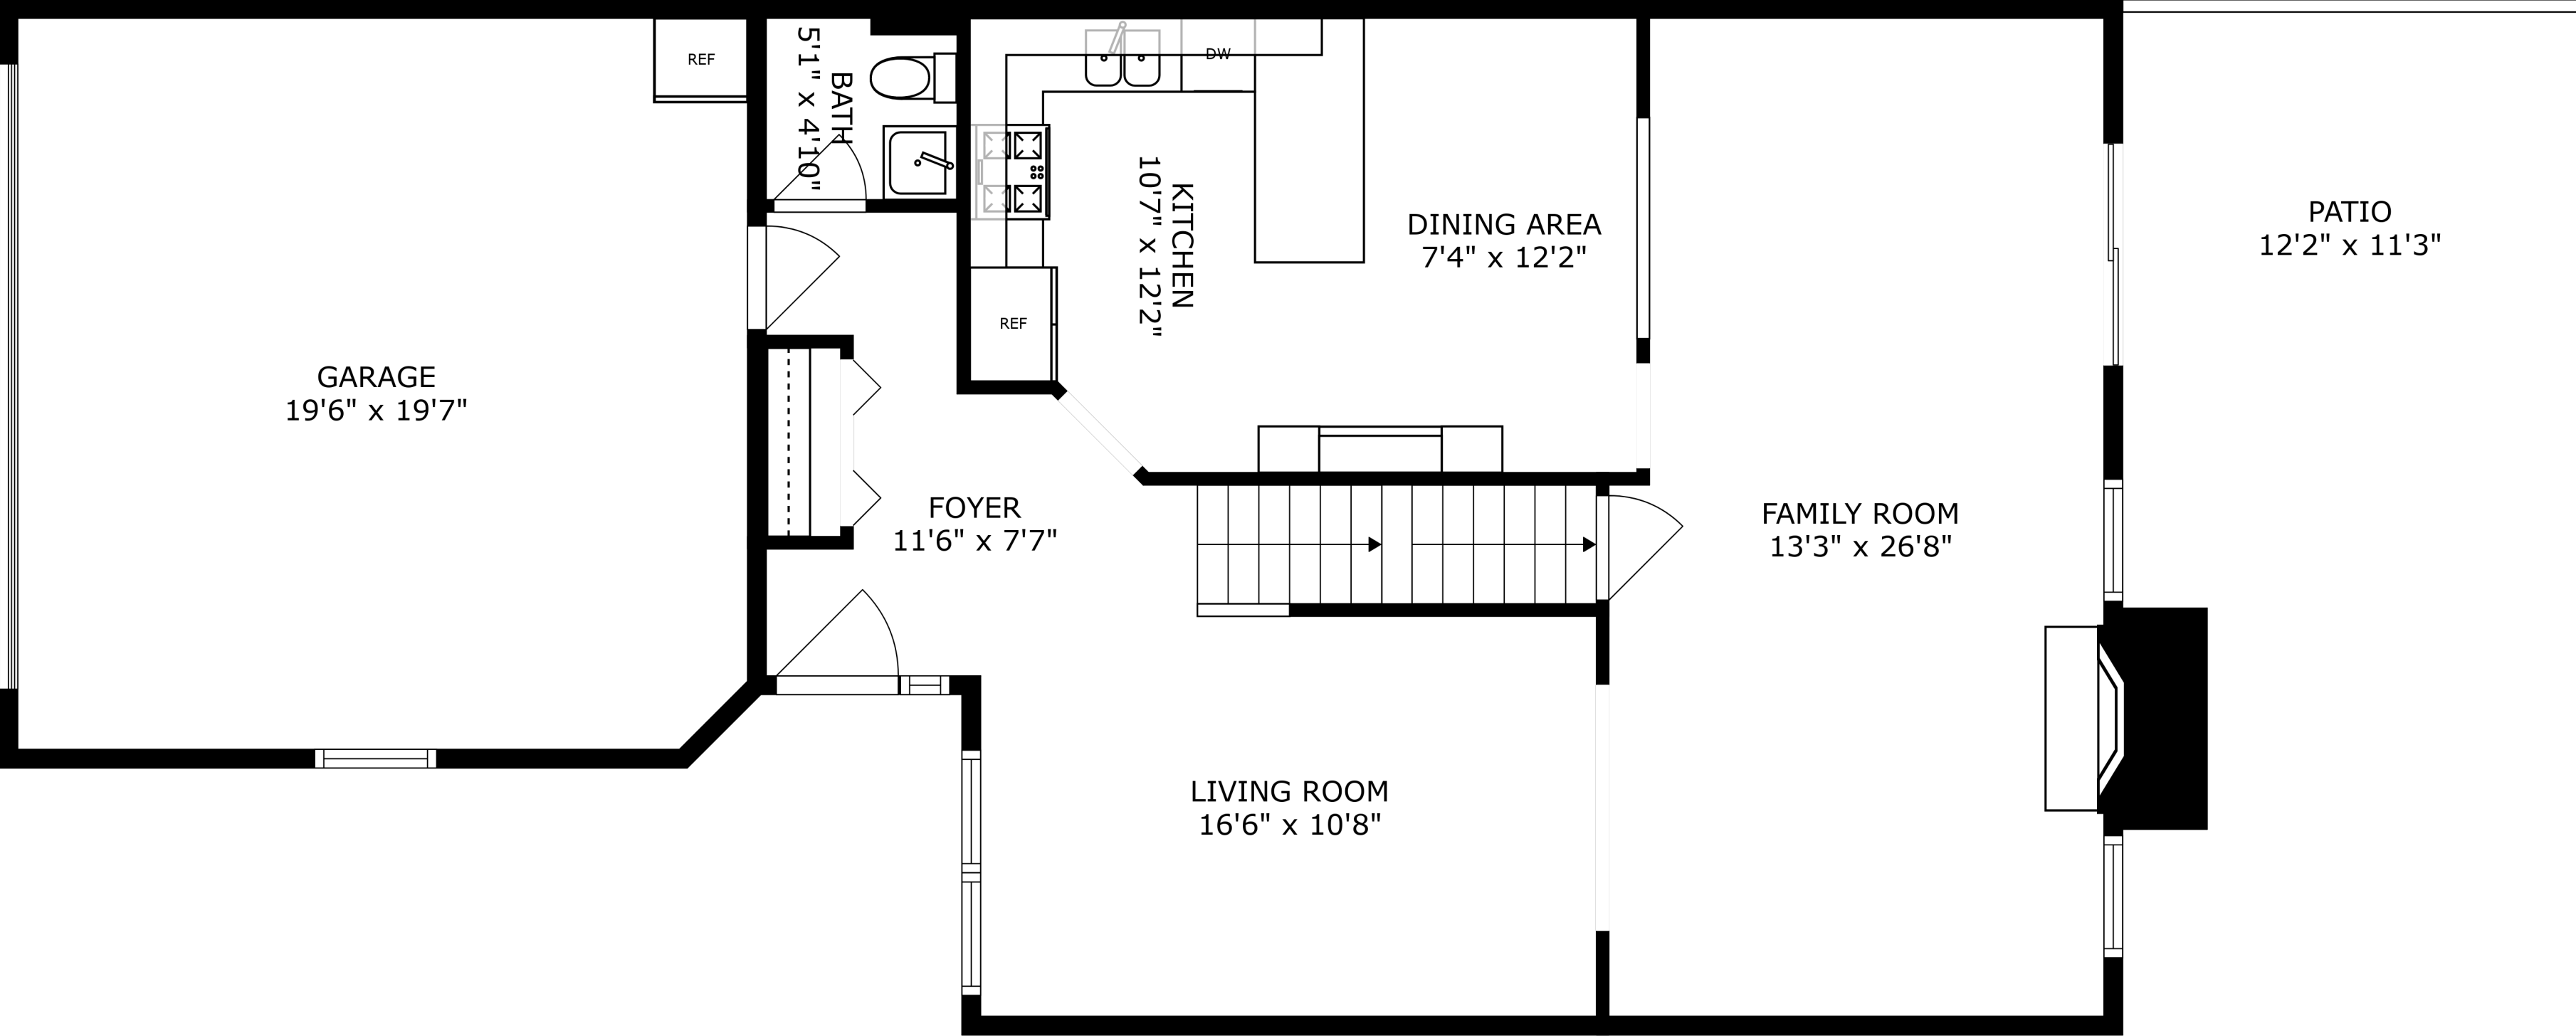 REF
BATH
5'1" x 4'10"
DW
KITCHEN
10'7" x 12'2"
REF
DINING AREA
7'4" x 12'2"
PATIO
12'2" x 11'3"
GARAGE
19'6" x 19'7"
FOYER
11'6" x 7'7"
FAMILY ROOM
13'3" x 26'8"
LIVING ROOM
16'6" x 10'8"